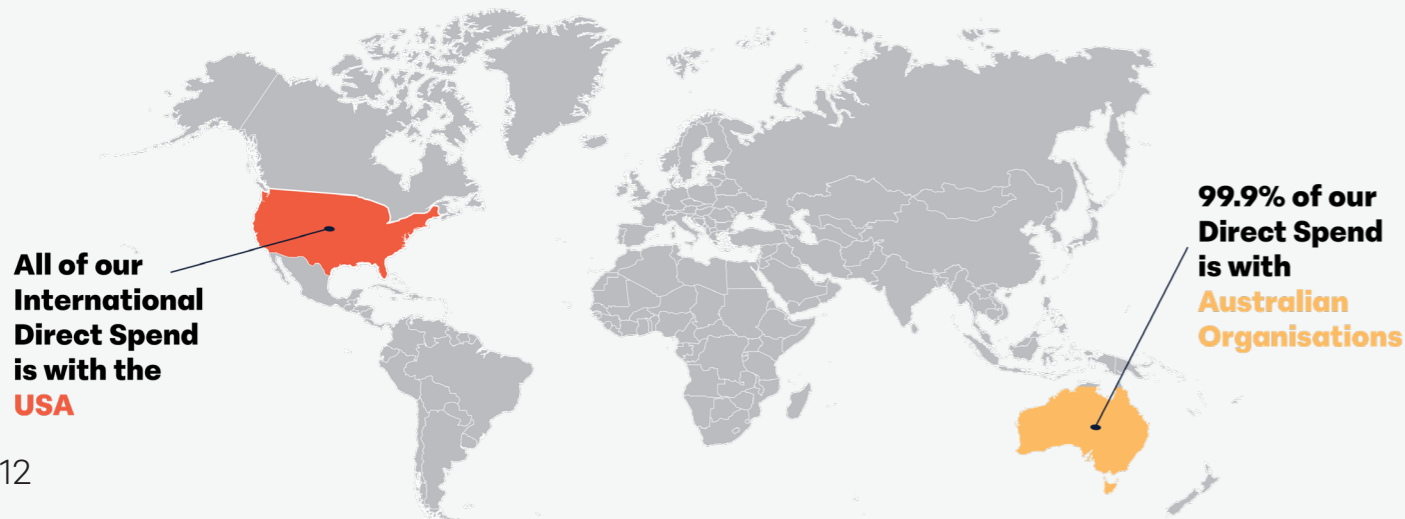 All of our
International
Direct Spend
is with the
USA
99.9% of our
Direct Spend
is with
Australian
Organisations
12